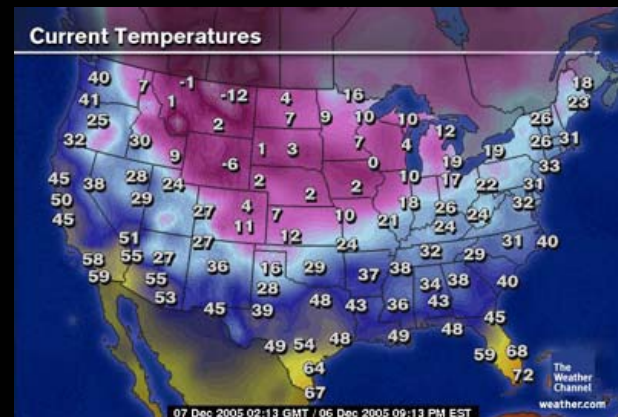 Current Temperatures
40 7 -1 -12 4 16 18
41 1 7 9 10 10 23
25 2 12 26
32 30 7 4 26 31
9 -6 1 3 0 19 19 33
45 38 28 24 2 2 2 10 17 22 31
50 29 27 4 7 10 18 26 24 32
45 11 21 24
51 27 12 24 31 40
58 55 27 36 16 29 32 29
59 55 28 37 38 34 38 40
53 45 39 48 43 36 43
45
49 54 48 49 48
64 59 68
67 72
The
Weather
Channel
weather.com
07 Dec 2005 02:13 GMT / 06 Dec 2005 09:13 PM EST